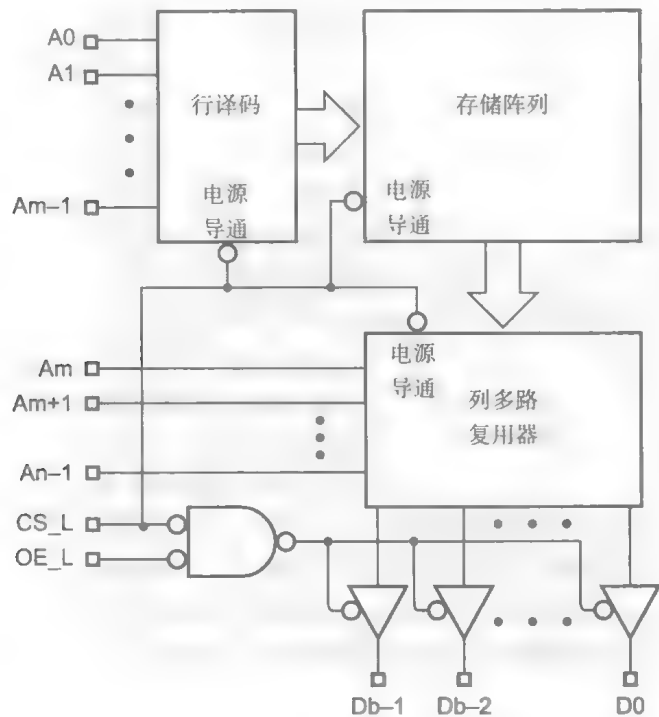 A0
A1
行译码
存储阵列
Am–1
电源
导通
电源
导通
Am
电源
导通
Am+1
列多路
复用器
An–1
CS_L
OE_L
Db–1
Db–2
D0